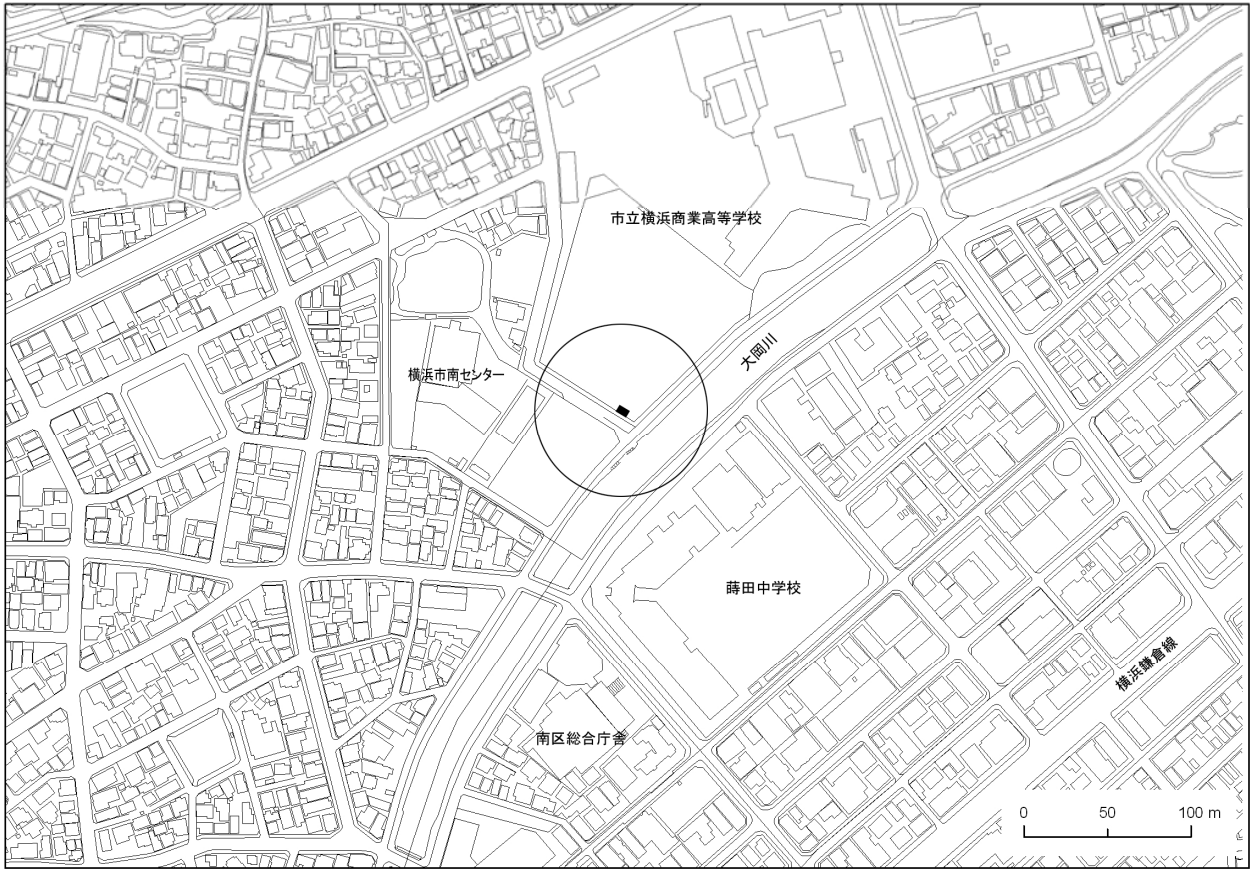 市立横浜商業高等学校
大岡川
横浜市南センター
蒔田中学校
横浜鎌倉線
南区総合庁舎
0 50 100 m